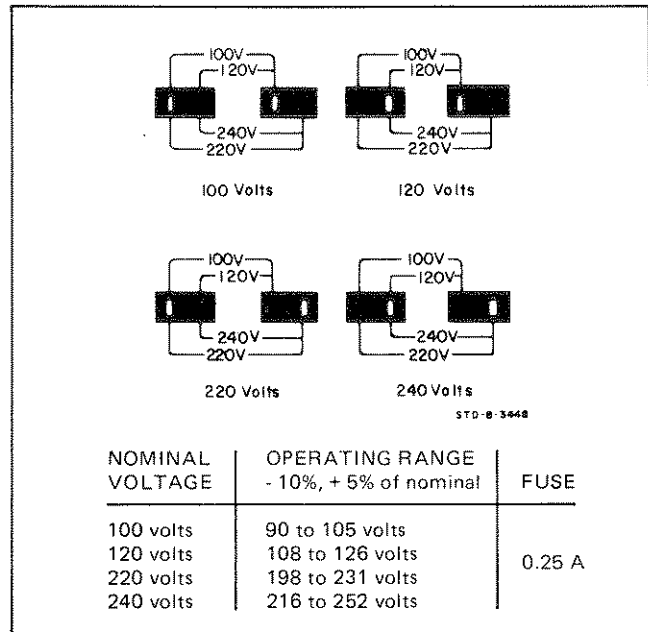 100V 100V
120V 120V
240V 240V
220V 220V
100 Volts 120 Volts
100V 100V
120V 120V
240V 240V
220V 220V
220 Volts 240 Volts
STD-B-3448
NOMINAL OPERATING RANGE
VOLTAGE - 10%, + 5% of nominal FUSE
100 volts 90 to 105 volts
120 volts 108 to 126 volts
0.25 A
220 volts 198 to 231 volts
240 volts 216 to 252 volts